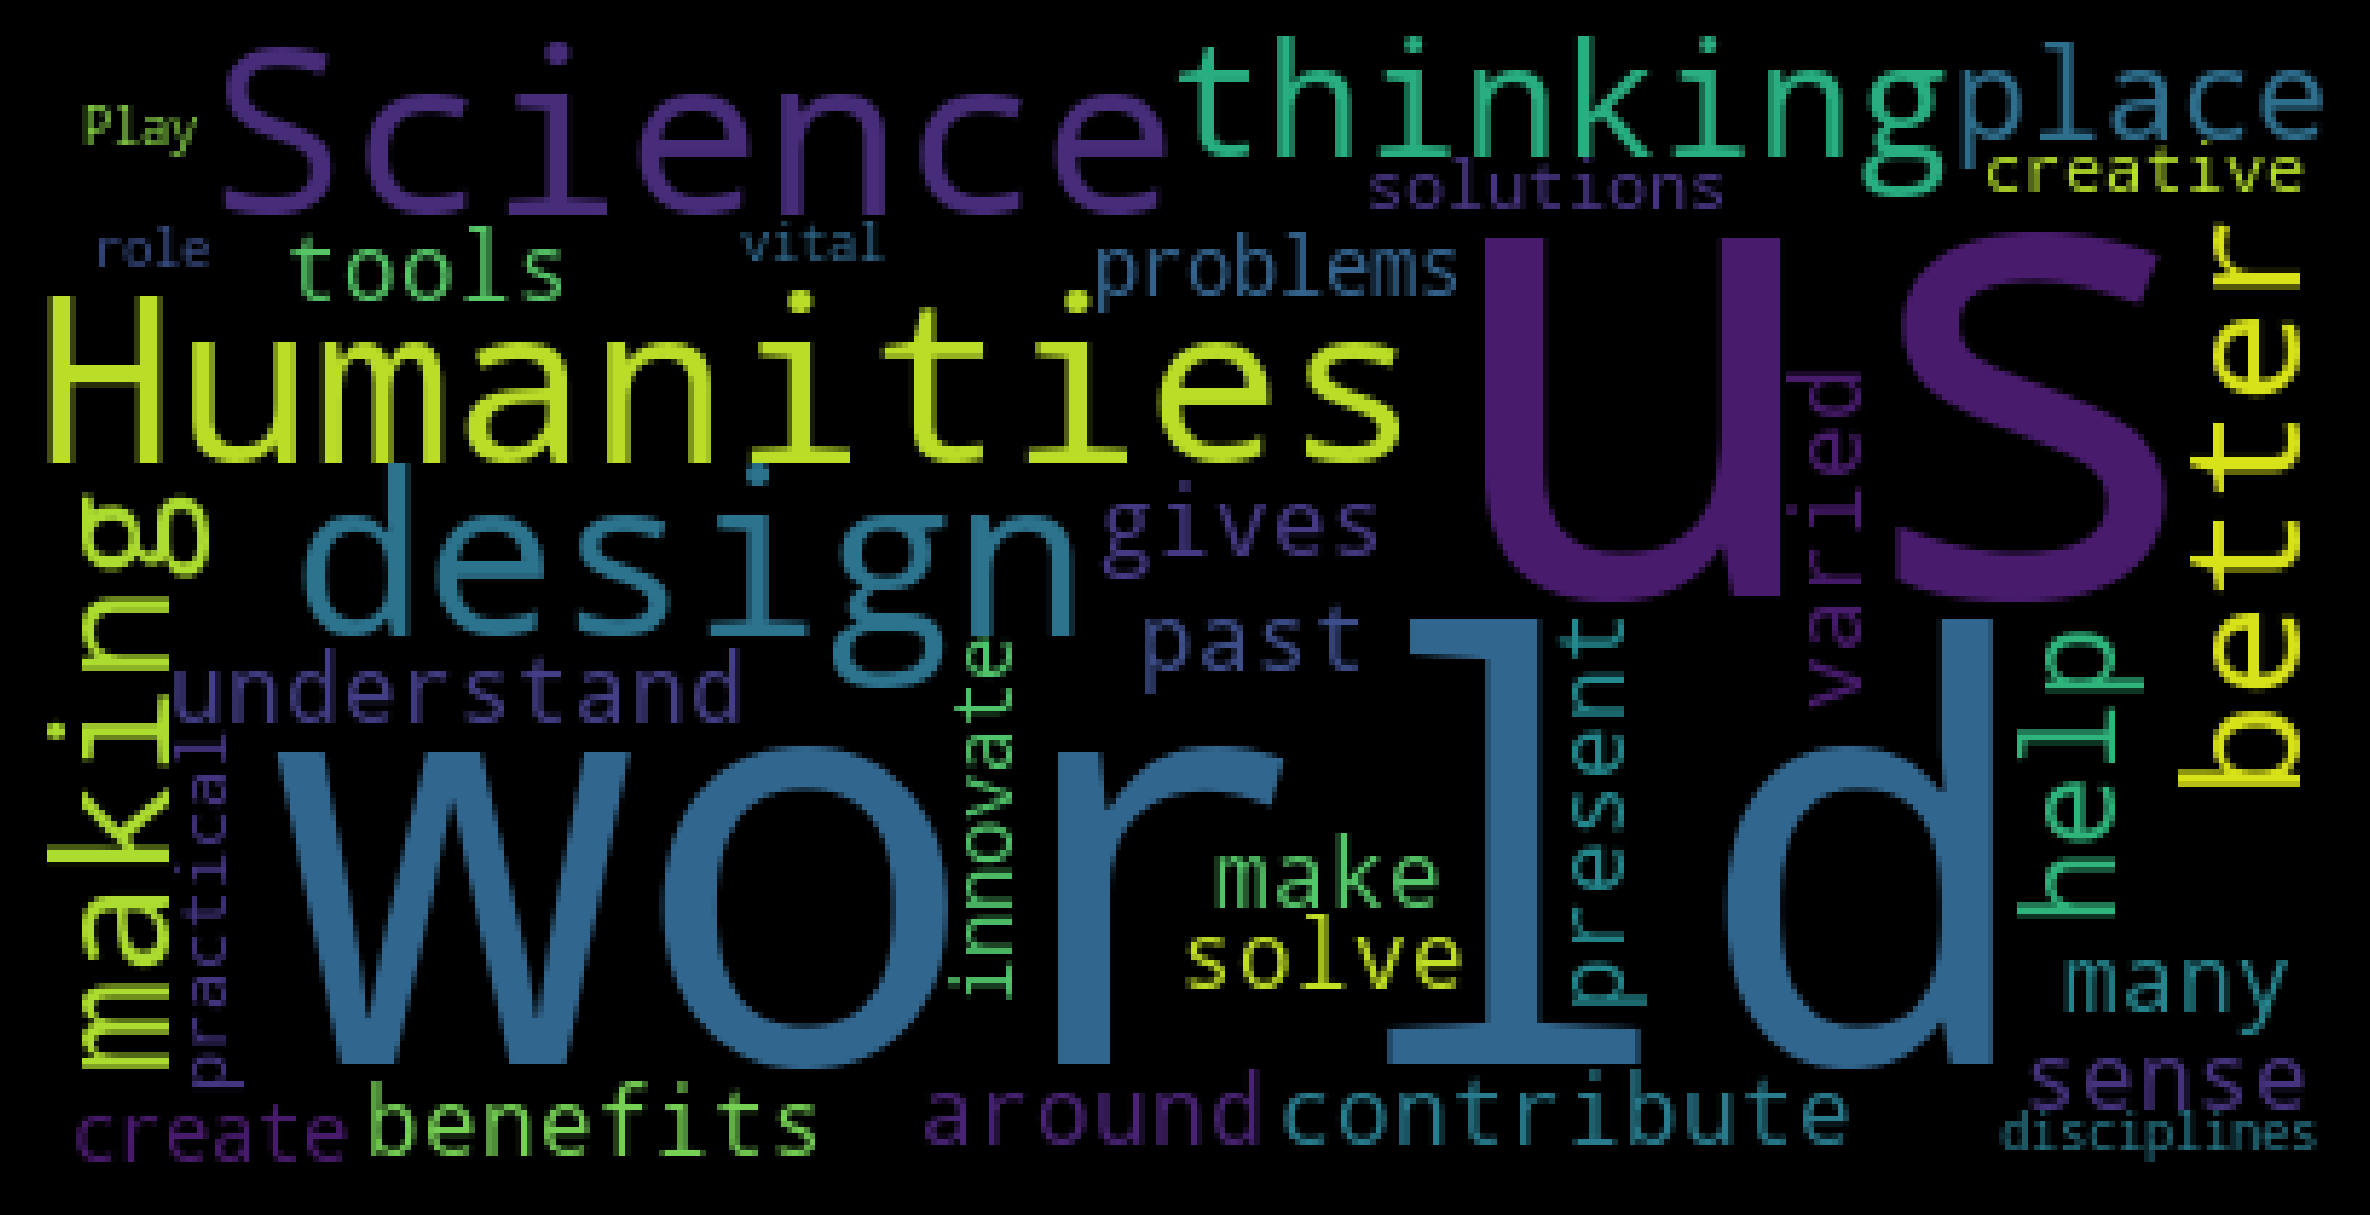 Science
thinking
place
Play
creative
solutions
role
tools
vital
problems
us
better
Humanities
varied
making
design
gives
past
present
help
understand
innovate
practical
world
make
solve
many
sense
create
benefits
around
contribute
disciplines